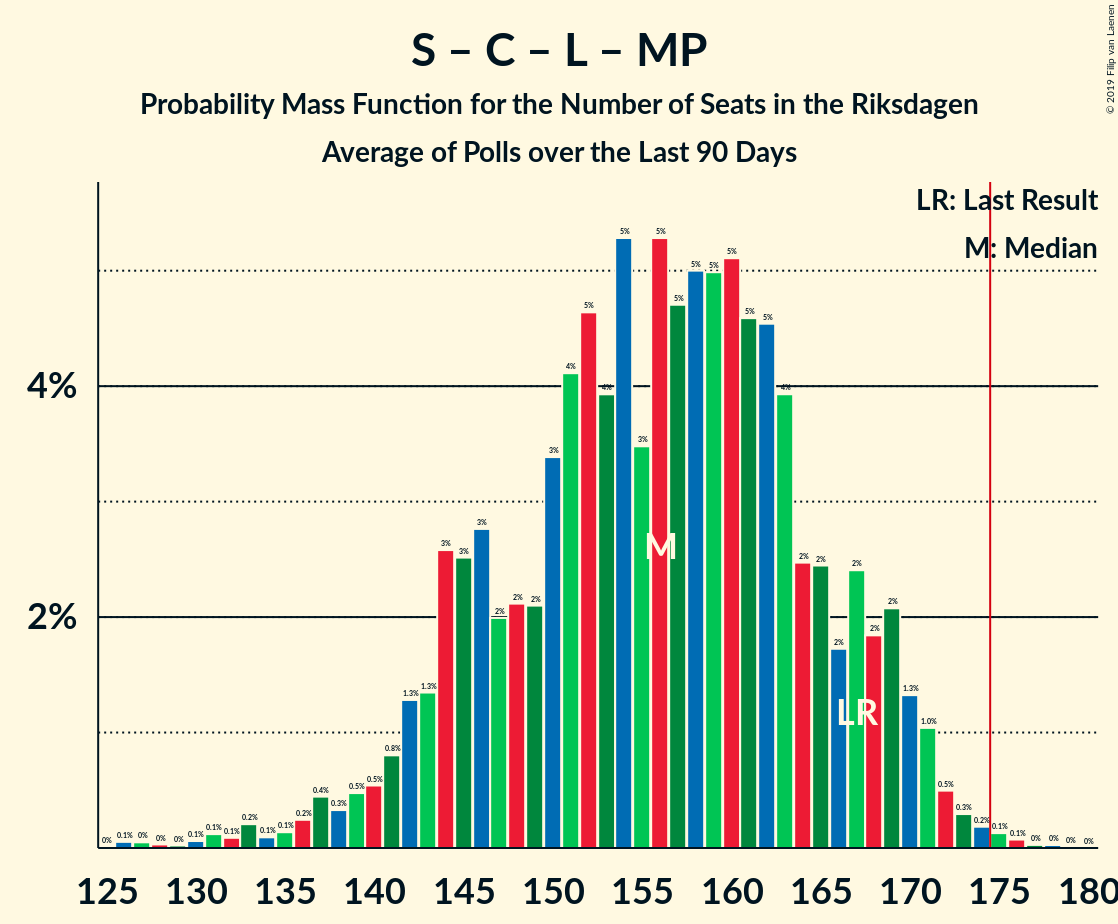 S – C – L – MP
Probability Mass Function for the Number of Seats in the Riksdagen
Average of Polls over the Last 90 Days
© 2019 Filip van Laenen
LR: Last Result
M: Median
4%
2%
0% 0.1% 0% 0% 0% 0.1% 0.1% 0.1% 0.2% 0.1% 0.1% 0.2% 0.4% 0.3% 0.5% 0.5% 0.8% 1.3% 1.3% 3% 3% 3% 2% 2% 2% 3% 4% 5% 4% 5% 3% 5% 5% 5% 5% 5% 5% 5% 4% 2% 2% 2% 2% 2% 2% 1.3% 1.0% 0.5% 0.3% 0.2% 0.1% 0.1% 0% 0% 0% 0%
M
LR
125 130 135 140 145 150 155 160 165 170 175 180